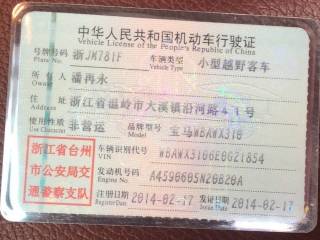 中华人民共和国机动车行驶证
Vehicle License of the People's Republic of China
号牌号码 浙JM781F 车辆类型 小型越野客车
Plate No. Vehicle Type
所有人 潘再永
Owner
住址 浙江省温岭市大溪镇沿河路41号
Address
使用性质 非营运 品牌型号 宝马WBAWX310
Use Character Model
浙江省台州
市公安局交
通警察支队
车辆识别代号 WBAWX3106E0G21854
VIN
发动机号码 A4590605N20B20A
Engine No.
注册日期 2014-02-17 发证日期 2014-02-17
Register Date Issue Date